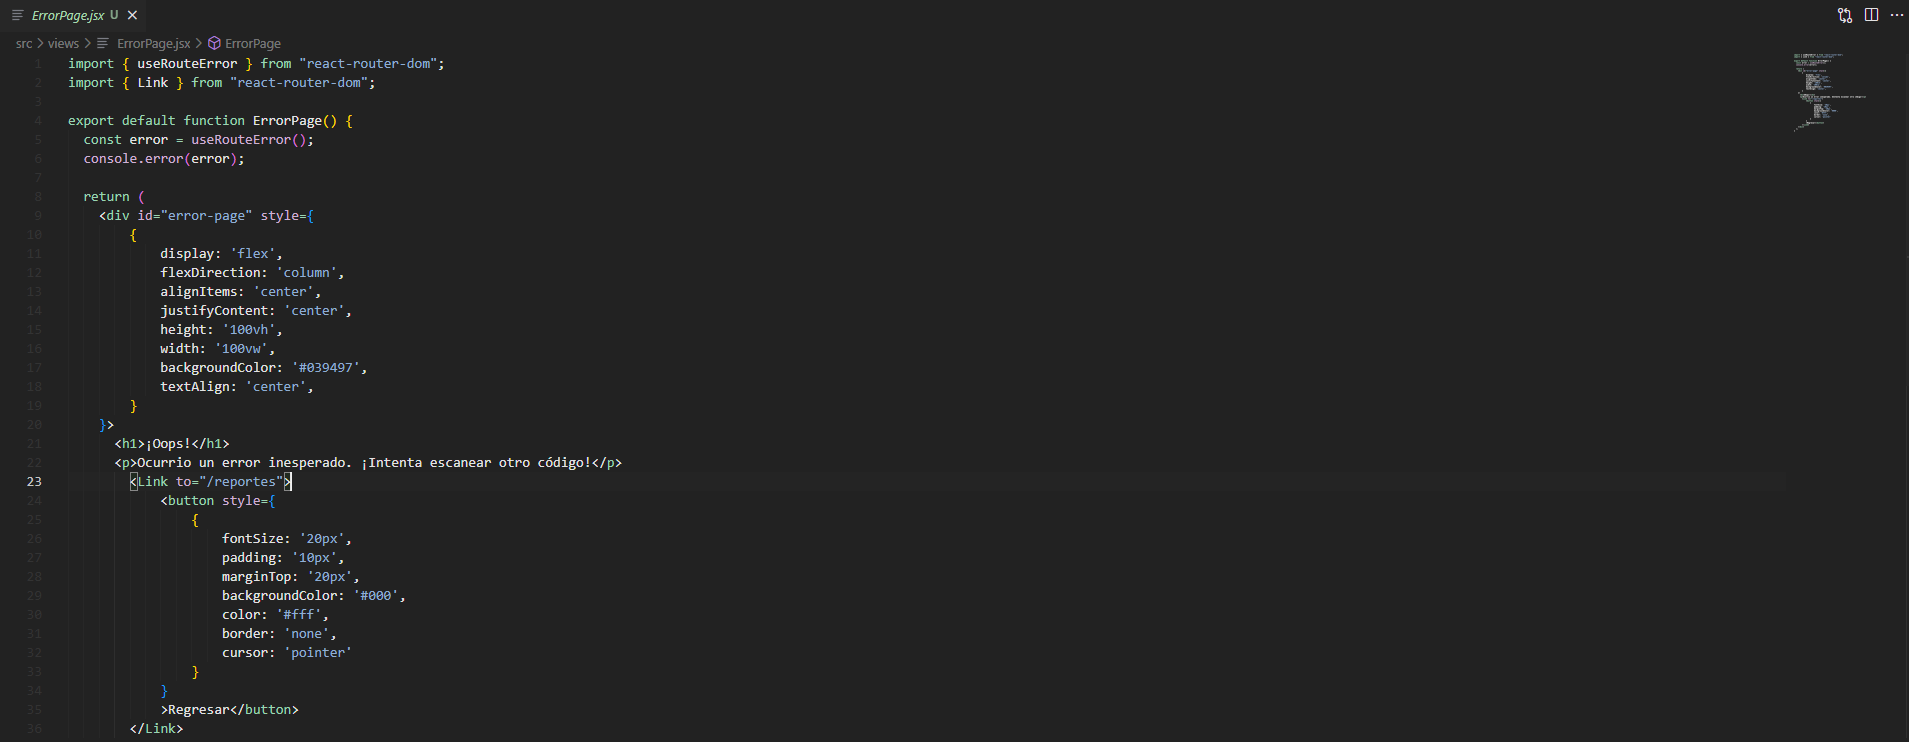 ErrorPage.jsx U
src > views > ErrorPage.jsx > ErrorPage
1 import { useRouteError } from "react-router-dom";
2 import { Link } from "react-router-dom";
3
4 export default function ErrorPage() {
5   const error = useRouteError();
6   console.error(error);
7
8   return (
9     <div id="error-page" style={
10         {
11             display: 'flex',
12             flexDirection: 'column',
13             alignItems: 'center',
14             justifyContent: 'center',
15             height: '100vh',
16             width: '100vw',
17             backgroundColor: '#039497',
18             textAlign: 'center',
19         }
20     }>
21       <h1>¡Oops!</h1>
22       <p>Ocurrio un error inesperado. ¡Intenta escanear otro código!</p>
23         <Link to="/reportes">
24             <button style={
25                 {
26                     fontSize: '20px',
27                     padding: '10px',
28                     marginTop: '20px',
29                     backgroundColor: '#000',
30                     color: '#fff',
31                     border: 'none',
32                     cursor: 'pointer'
33                 }
34             }
35             >Regresar</button>
36         </Link>